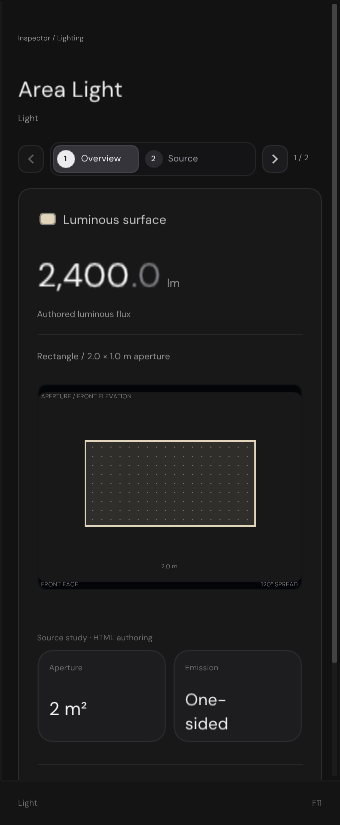 Inspector / Lighting
Area Light
Light
1 Overview 2 Source 1 / 2
Luminous surface
2,400.0 lm
Authored luminous flux
Rectangle / 2.0 × 1.0 m aperture
APERTURE / FRONT ELEVATION
2.0 m
FRONT FACE 120° SPREAD
Source study · HTML authoring
Aperture
2 m²
Emission
One-
sided
Light F11